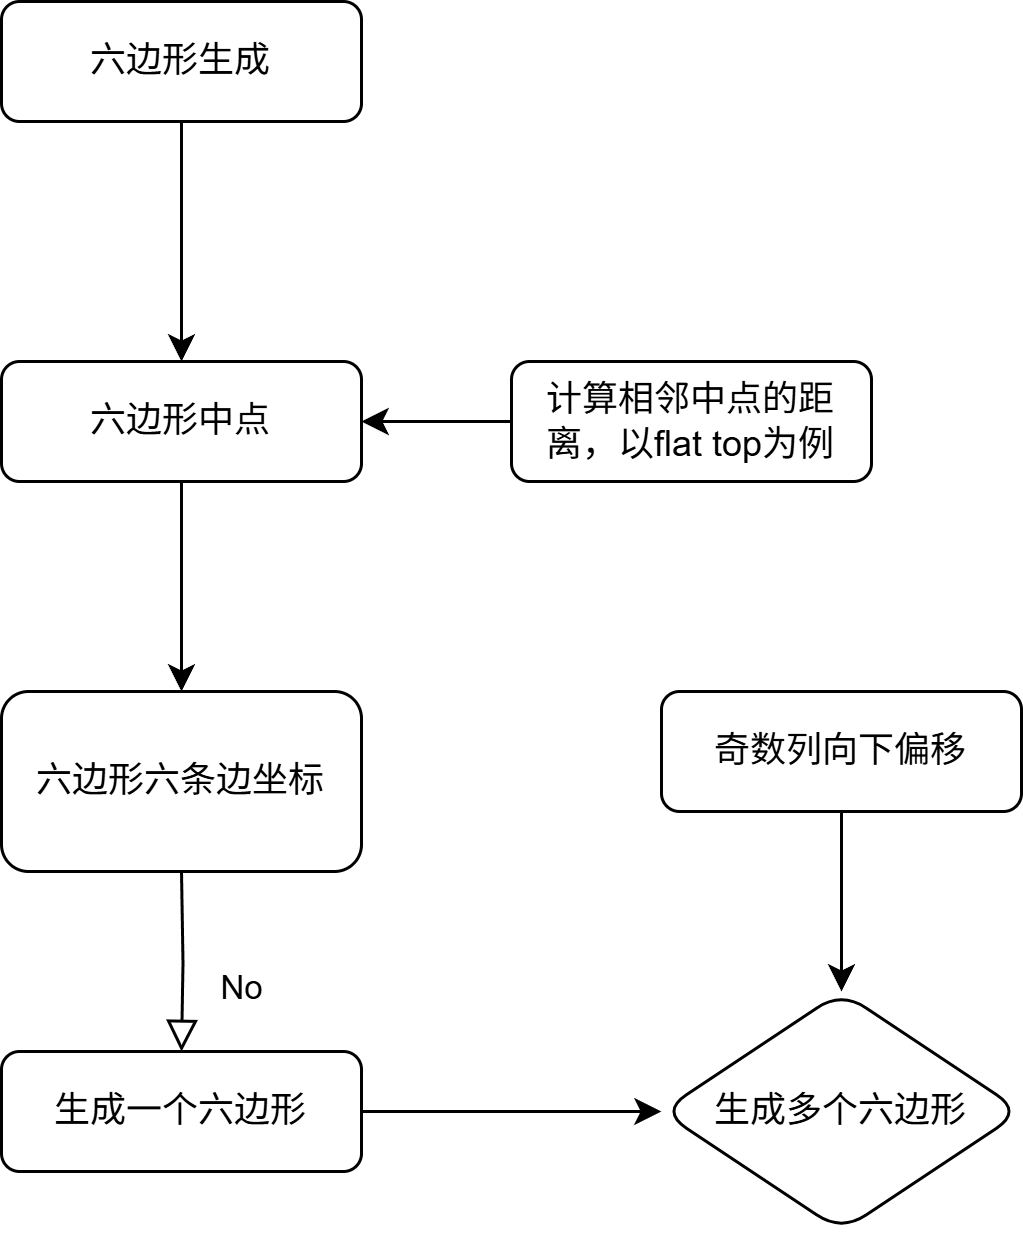 六边形生成
六边形中点
计算相邻中点的距
离，以flat top为例
六边形六条边坐标
奇数列向下偏移
No
生成一个六边形
生成多个六边形